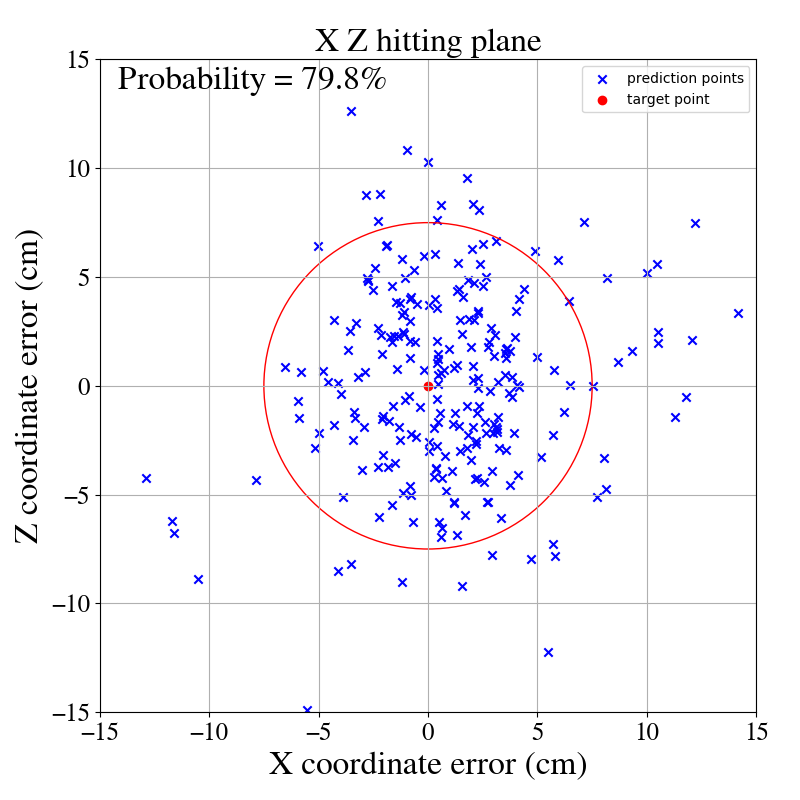 X Z hitting plane
Probability = 79.8%
prediction points
target point
Z coordinate error (cm)
15
10
5
0
−5
−10
−15
−15 −10 −5 0 5 10 15
X coordinate error (cm)